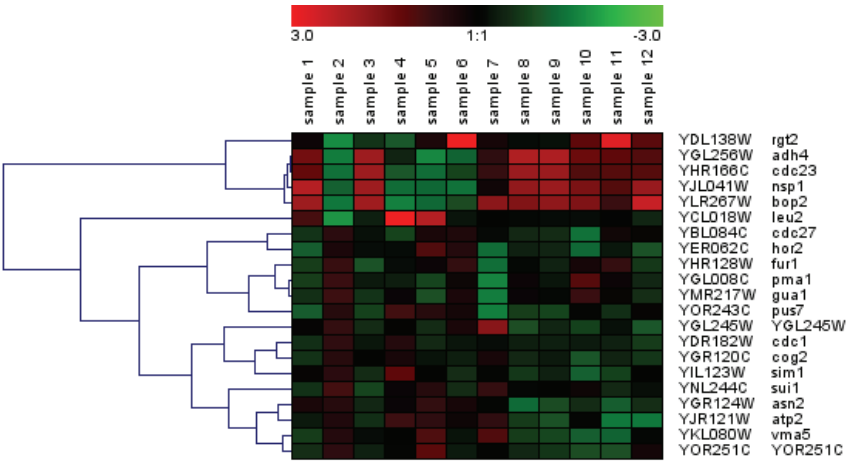 3.0 1:1 -3.0
sample 1 sample 2 sample 3 sample 4 sample 5 sample 6 sample 7 sample 8 sample 9 sample 10 sample 11 sample 12
YDL138W rgt2
YGL256W adh4
YHR166C cdc23
YJL041W nsp1
YLR267W bop2
YCL018W leu2
YBL084C cdc27
YER062C hor2
YHR128W fur1
YGL008C pma1
YMR217W gua1
YOR243C pus7
YGL245W YGL245W
YDR182W cdc1
YGR120C cog2
YIL123W sim1
YNL244C sui1
YGR124W asn2
YJR121W atp2
YKL080W vma5
YOR251C YOR251C